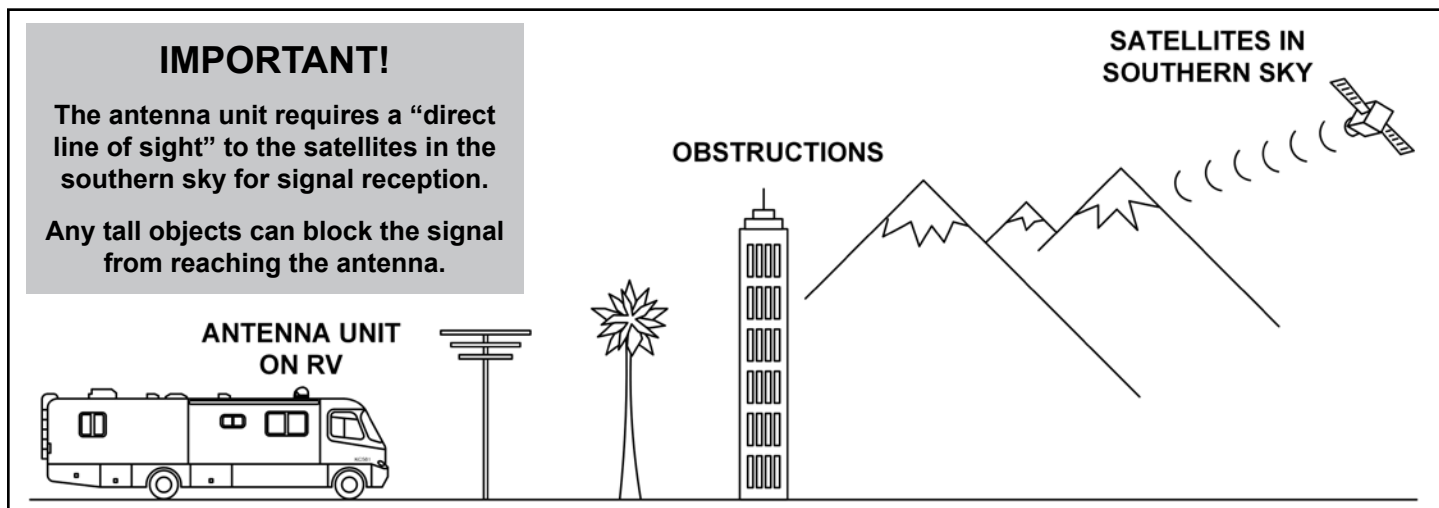 IMPORTANT!
The antenna unit requires a “direct
line of sight” to the satellites in the
southern sky for signal reception.
Any tall objects can block the signal
from reaching the antenna.
SATELLITES IN
SOUTHERN SKY
OBSTRUCTIONS
ANTENNA UNIT
ON RV